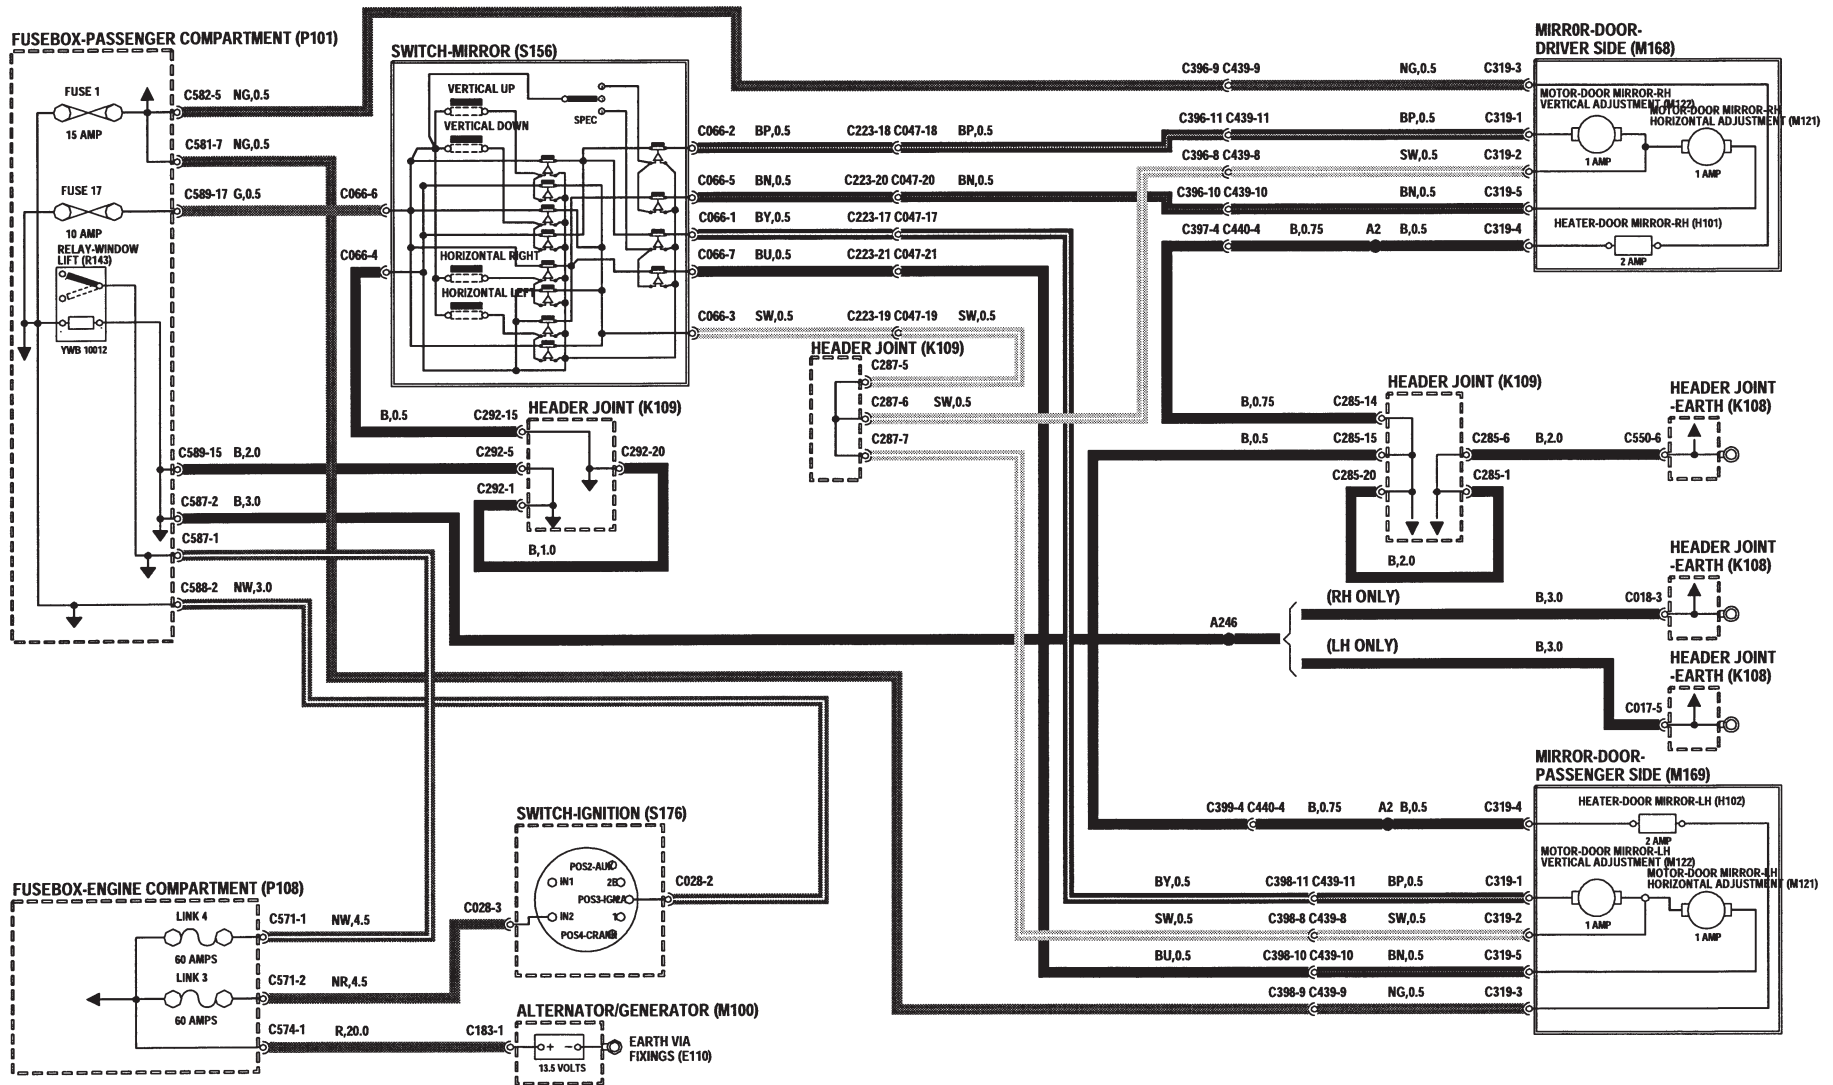 FUSEBOX-PASSENGER COMPARTMENT (P101)
FUSE 1
15 AMP
C582-5 NG,0.5
C581-7 NG,0.5
FUSE 17
10 AMP
C589-17 G,0.5
C066-6
RELAY-WINDOW
LIFT (R143)
YWB 10012
C066-4
SWITCH-MIRROR (S156)
VERTICAL UP
VERTICAL DOWN
SPEC
HORIZONTAL RIGHT
HORIZONTAL LEFT
C066-2 BP,0.5 C223-18 C047-18 BP,0.5
C066-5 BN,0.5 C223-20 C047-20 BN,0.5
C066-1 BY,0.5 C223-17 C047-17
C066-7 BU,0.5 C223-21 C047-21
C066-3 SW,0.5 C223-19 C047-19 SW,0.5
HEADER JOINT (K109)
C287-5
C287-6 SW,0.5
C287-7
MIRR0R-DOOR-
DRIVER SIDE (M168)
C396-9 C439-9 NG,0.5 C319-3
C396-11 C439-11 BP,0.5 C319-1
C396-8 C439-8 SW,0.5 C319-2
C396-10 C439-10 BN,0.5 C319-5
C397-4 C440-4 B,0.75 A2 B,0.5 C319-4
MOTOR-DOOR MIRROR-RH
VERTICAL ADJUSTMENT (M122)
MOTOR-DOOR MIRROR-RH
HORIZONTAL ADJUSTMENT (M121)
1 AMP
1 AMP
HEATER-DOOR MIRROR-RH (H101)
2 AMP
B,0.5 C292-15
HEADER JOINT (K109)
C589-15 B,2.0 C292-5 C292-20
C587-2 B,3.0 C292-1
B,1.0
C587-1
C588-2 NW,3.0
HEADER JOINT (K109)
B,0.75 C285-14
B,0.5 C285-15
C285-20
C285-6 B,2.0 C550-6
C285-1
B,2.0
HEADER JOINT
-EARTH (K108)
HEADER JOINT
-EARTH (K108)
(RH ONLY) B,3.0 C018-3
A246
(LH ONLY) B,3.0
HEADER JOINT
-EARTH (K108)
C017-5
MIRROR-DOOR-
PASSENGER SIDE (M169)
C399-4 C440-4 B,0.75 A2 B,0.5 C319-4
HEATER-DOOR MIRROR-LH (H102)
2 AMP
MOTOR-DOOR MIRROR-LH
VERTICAL ADJUSTMENT (M122)
MOTOR-DOOR MIRROR-LH
HORIZONTAL ADJUSTMENT (M121)
1 AMP
1 AMP
BY,0.5 C398-11 C439-11 BP,0.5 C319-1
SW,0.5 C398-8 C439-8 SW,0.5 C319-2
BU,0.5 C398-10 C439-10 BN,0.5 C319-5
C398-9 C439-9 NG,0.5 C319-3
SWITCH-IGNITION (S176)
POS2-AUX
IN1
2B
POS3-IGN
IN2
1
POS4-CRANK
C028-2
C028-3
FUSEBOX-ENGINE COMPARTMENT (P108)
LINK 4
60 AMPS
C571-1 NW,4.5
LINK 3
60 AMPS
C571-2 NR,4.5
C574-1 R,20.0 C183-1
ALTERNATOR/GENERATOR (M100)
+ -
13.5 VOLTS
EARTH VIA
FIXINGS (E110)